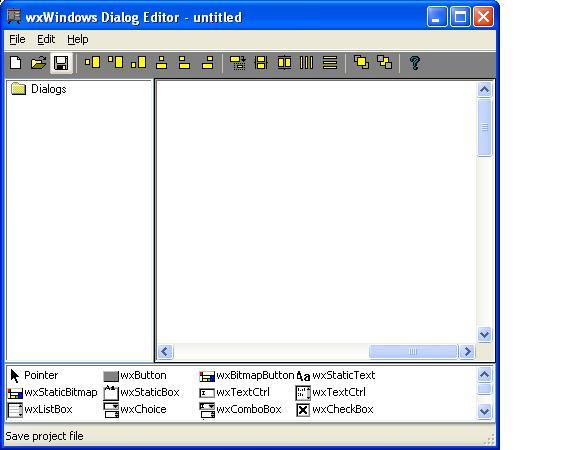 wxWindows Dialog Editor - untitled
File Edit Help
Dialogs
Pointer wxButton wxBitmapButton wxStaticText
wxStaticBitmap wxStaticBox wxTextCtrl wxTextCtrl
wxListBox wxChoice wxComboBox wxCheckBox
Save project file